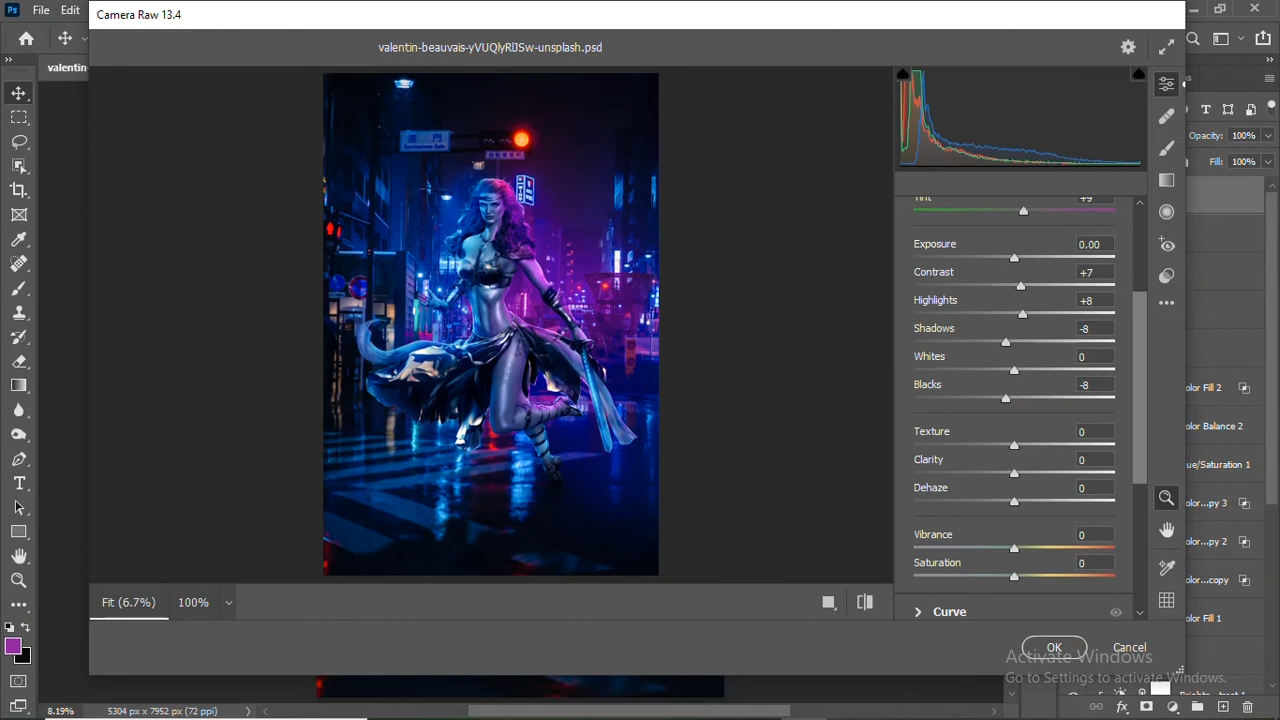 Camera Raw 13.4
Ps File Ed
valentin-beauvais-yVUQlyRlJSw-unsplash.psd
valentin-
Tint +9
Exposure 0.00
Contrast +7
Highlights +8
Shadows -8
Whites 0
Blacks -8
Texture 0
Clarity 0
Dehaze 0
Vibrance 0
Saturation 0
Curve
Opacity: 100%
Fill: 100%
olor Fill 2
olor Balance 2
ue/Saturation 1
olor...py 3
olor...py 2
olor...copy
olor Fill 1
Fit (6.7%) 100%
OK Cancel
Activate Windows
Go to Settings to activate Windows.
8.19% 5304 px x 7952 px (72 ppi)